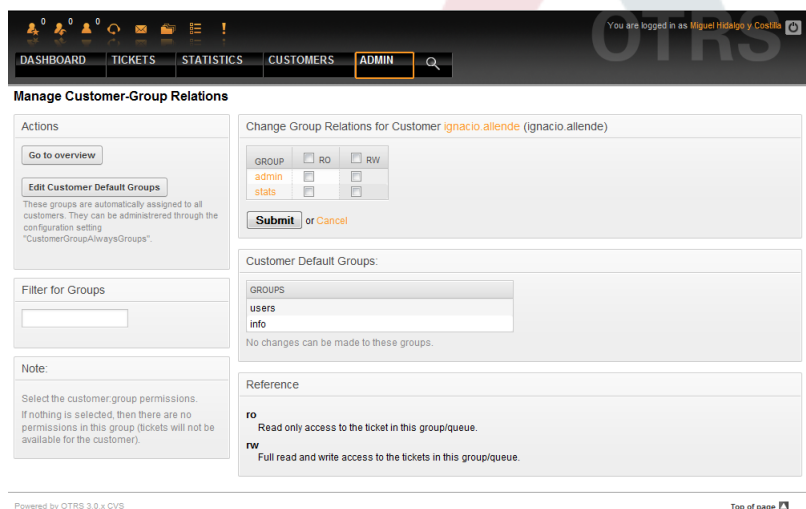 0 0 0
You are logged in as Miguel Hidalgo y Costilla
OTRS
DASHBOARD TICKETS STATISTICS CUSTOMERS ADMIN
Manage Customer-Group Relations
Actions
Go to overview
Edit Customer Default Groups
These groups are automatically assigned to all
customers. They can be administrered through the
configuration setting
"CustomerGroupAlwaysGroups".
Filter for Groups
Note:
Select the customer:group permissions.
If nothing is selected, then there are no
permissions in this group (tickets will not be
available for the customer).
Change Group Relations for Customer ignacio.allende (ignacio.allende)
GROUP RO RW
admin
stats
Submit or Cancel
Customer Default Groups:
GROUPS
users
info
No changes can be made to these groups.
Reference
ro
Read only access to the ticket in this group/queue.
rw
Full read and write access to the tickets in this group/queue.
Powered by OTRS 3.0.x CVS
Top of page